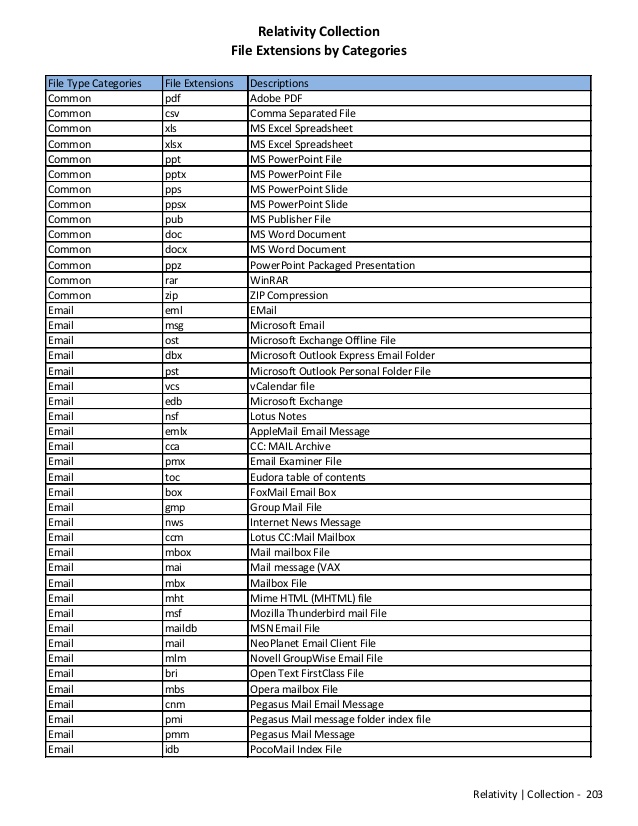 Relativity Collection
File Extensions by Categories
File Type Categories File Extensions Descriptions
Common pdf Adobe PDF
Common csv Comma Separated File
Common xls MS Excel Spreadsheet
Common xlsx MS Excel Spreadsheet
Common ppt MS PowerPoint File
Common pptx MS PowerPoint File
Common pps MS PowerPoint Slide
Common ppsx MS PowerPoint Slide
Common pub MS Publisher File
Common doc MS Word Document
Common docx MS Word Document
Common ppz PowerPoint Packaged Presentation
Common rar WinRAR
Common zip ZIP Compression
Email eml EMail
Email msg Microsoft Email
Email ost Microsoft Exchange Offline File
Email dbx Microsoft Outlook Express Email Folder
Email pst Microsoft Outlook Personal Folder File
Email vcs vCalendar file
Email edb Microsoft Exchange
Email nsf Lotus Notes
Email emlx AppleMail Email Message
Email cca CC: MAIL Archive
Email pmx Email Examiner File
Email toc Eudora table of contents
Email box FoxMail Email Box
Email gmp Group Mail File
Email nws Internet News Message
Email ccm Lotus CC:Mail Mailbox
Email mbox Mail mailbox File
Email mai Mail message (VAX
Email mbx Mailbox File
Email mht Mime HTML (MHTML) file
Email msf Mozilla Thunderbird mail File
Email maildb MSN Email File
Email mail NeoPlanet Email Client File
Email mlm Novell GroupWise Email File
Email bri Open Text FirstClass File
Email mbs Opera mailbox File
Email cnm Pegasus Mail Email Message
Email pmi Pegasus Mail message folder index file
Email pmm Pegasus Mail Message
Email idb PocoMail Index File
Relativity | Collection - 203